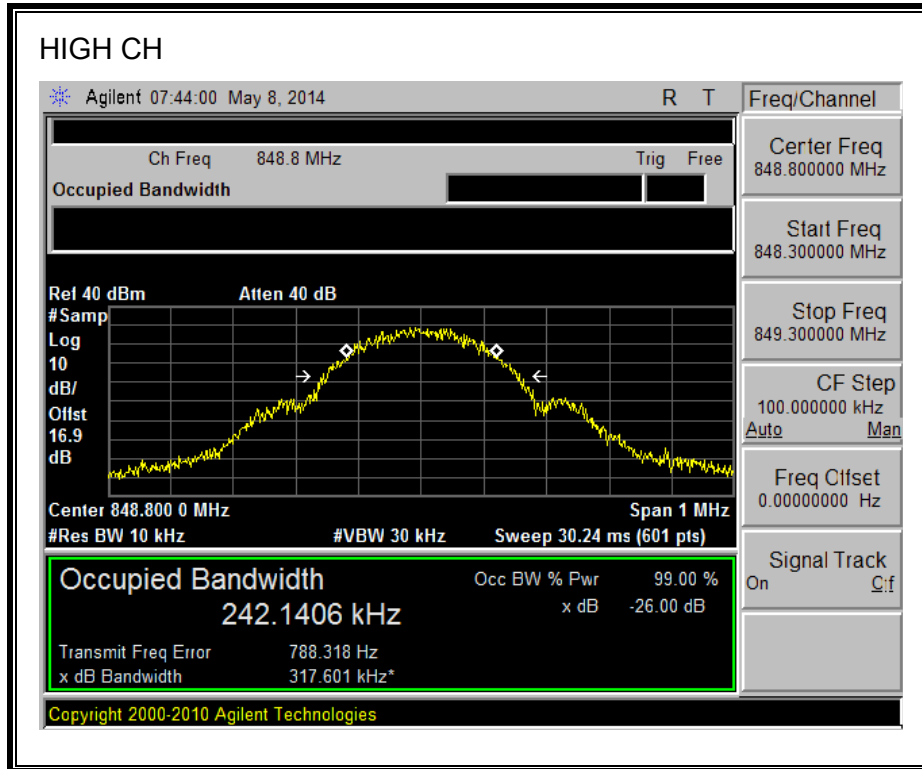 HIGH CH
Agilent 07:44:00 May 8, 2014 R T
Freq/Channel
Ch Freq 848.8 MHz Trig Free
Occupied Bandwidth
Center Freq
848.800000 MHz
Start Freq
848.300000 MHz
Stop Freq
849.300000 MHz
CF Step
100.000000 kHz
Auto Man
Freq Offset
0.00000000 Hz
Signal Track
On Off
Ref 40 dBm Atten 40 dB
#Samp
Log
10
dB/
Offst
16.9
dB
Center 848.800 0 MHz Span 1 MHz
#Res BW 10 kHz #VBW 30 kHz Sweep 30.24 ms (601 pts)
Occupied Bandwidth
242.1406 kHz
Occ BW % Pwr 99.00 %
x dB -26.00 dB
Transmit Freq Error 788.318 Hz
x dB Bandwidth 317.601 kHz*
Copyright 2000-2010 Agilent Technologies